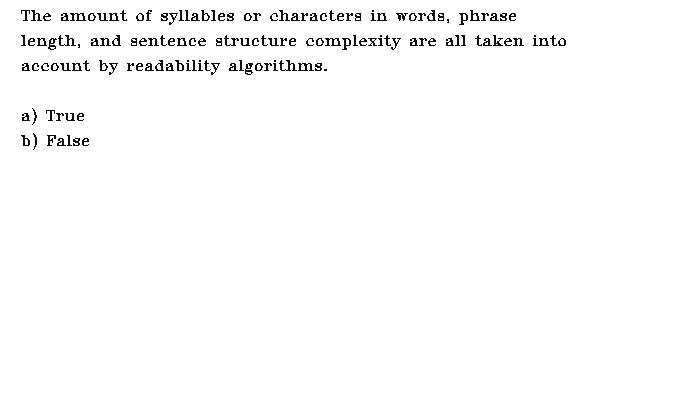 The amount of syllables or characters in words, phrase
length, and sentence structure complexity are all taken into
account by readability algorithms.
a) True
b) False